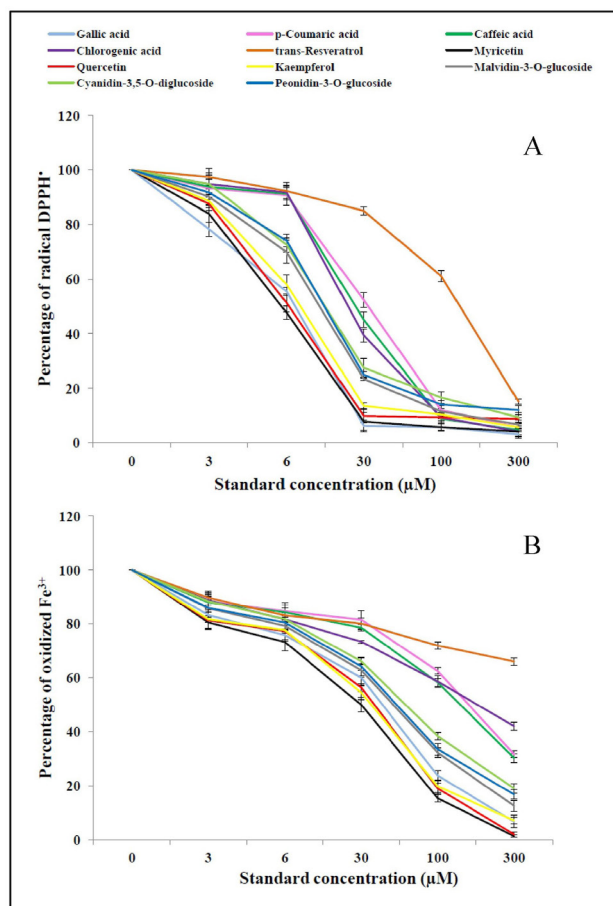 Gallic acid p-Coumaric acid Caffeic acid
Chlorogenic acid trans-Resveratrol Myricetin
Quercetin Kaempferol Malvidin-3-O-glucoside
Cyanidin-3,5-O-diglucoside Peonidin-3-O-glucoside
A
Percentage of radical DPPH•
120
100
80
60
40
20
0
0 3 6 30 100 300
Standard concentration (µM)
B
Percentage of oxidized Fe³⁺
120
100
80
60
40
20
0
0 3 6 30 100 300
Standard concentration (µM)